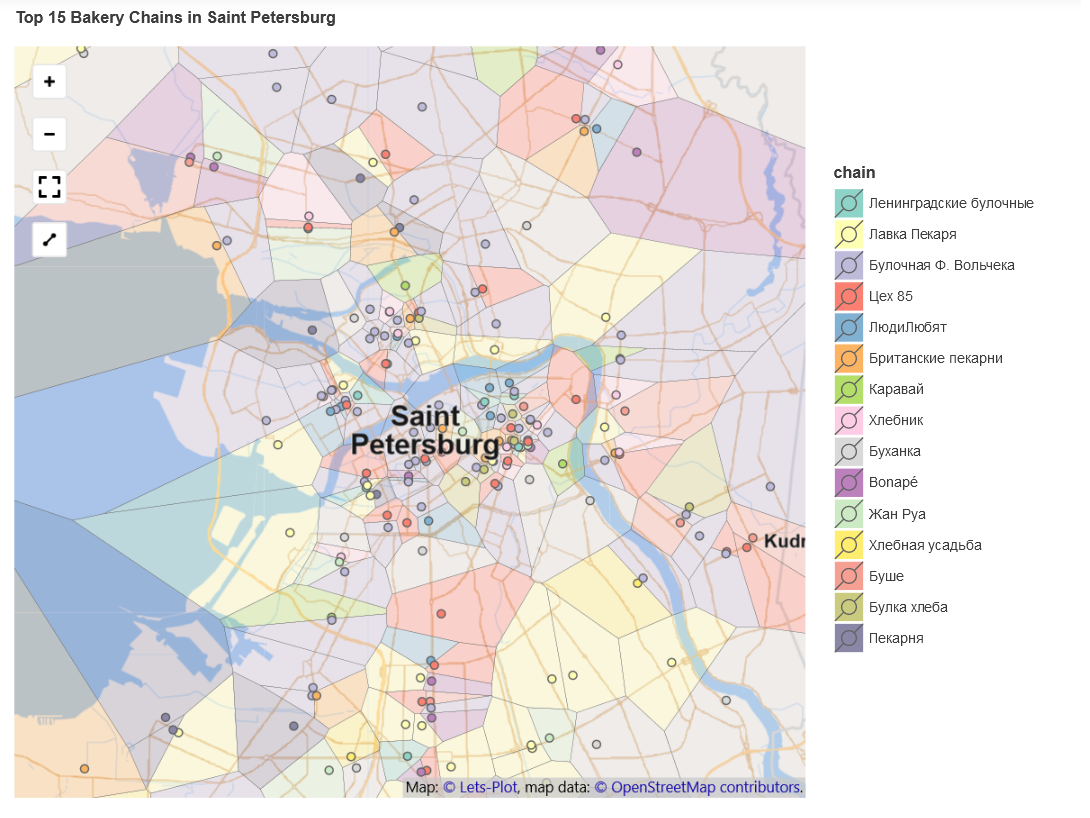 Top 15 Bakery Chains in Saint Petersburg
+
−
Saint
Petersburg
Kudr
Map: © Lets-Plot, map data: © OpenStreetMap contributors.
chain
Ленинградские булочные
Лавка Пекаря
Булочная Ф. Вольчека
Цех 85
ЛюдиЛюбят
Британские пекарни
Каравай
Хлебник
Буханка
Bonapé
Жан Руа
Хлебная усадьба
Буше
Булка хлеба
Пекарня